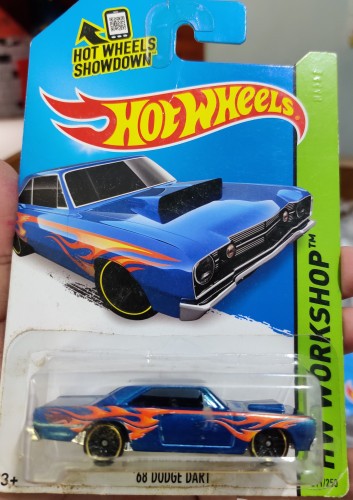 HOT WHEELS
SHOWDOWN
HOT WHEELS
HW WORKSHOP™
68 DODGE DART
3+